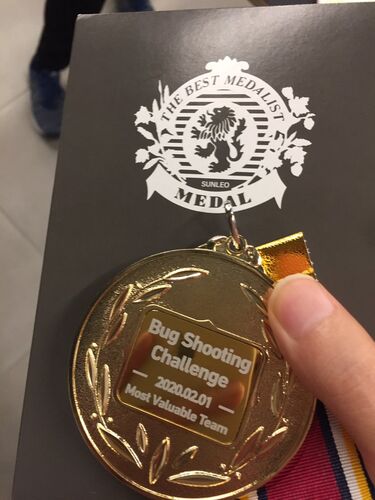 THE BEST MEDALIST
SUNLEO
MEDAL
Bug Shooting
Challenge
2020.02.01
Most Valuable Team